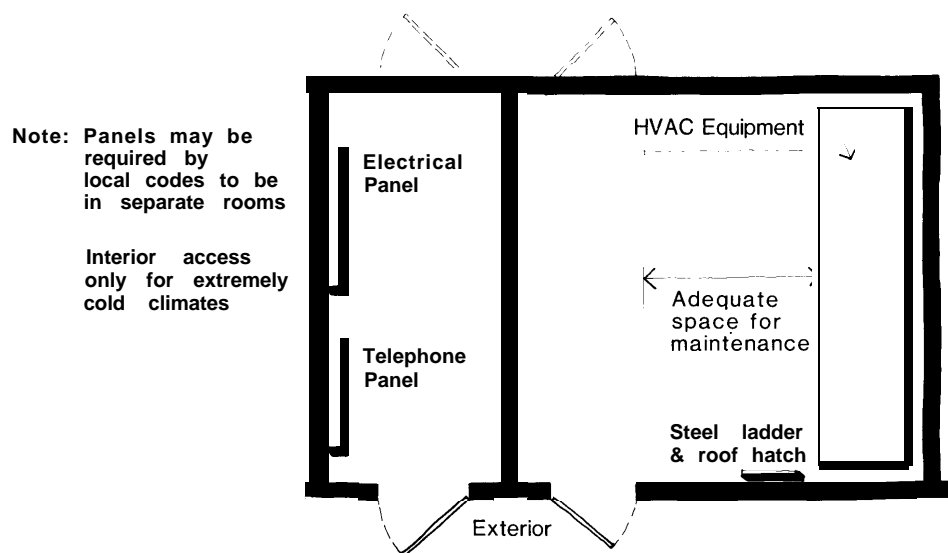 Note: Panels may be
required by
local codes to be
in separate rooms
Interior access
only for extremely
cold climates
Electrical
Panel
Telephone
Panel
HVAC Equipment
Adequate
space for
maintenance
Steel ladder
& roof hatch
Exterior